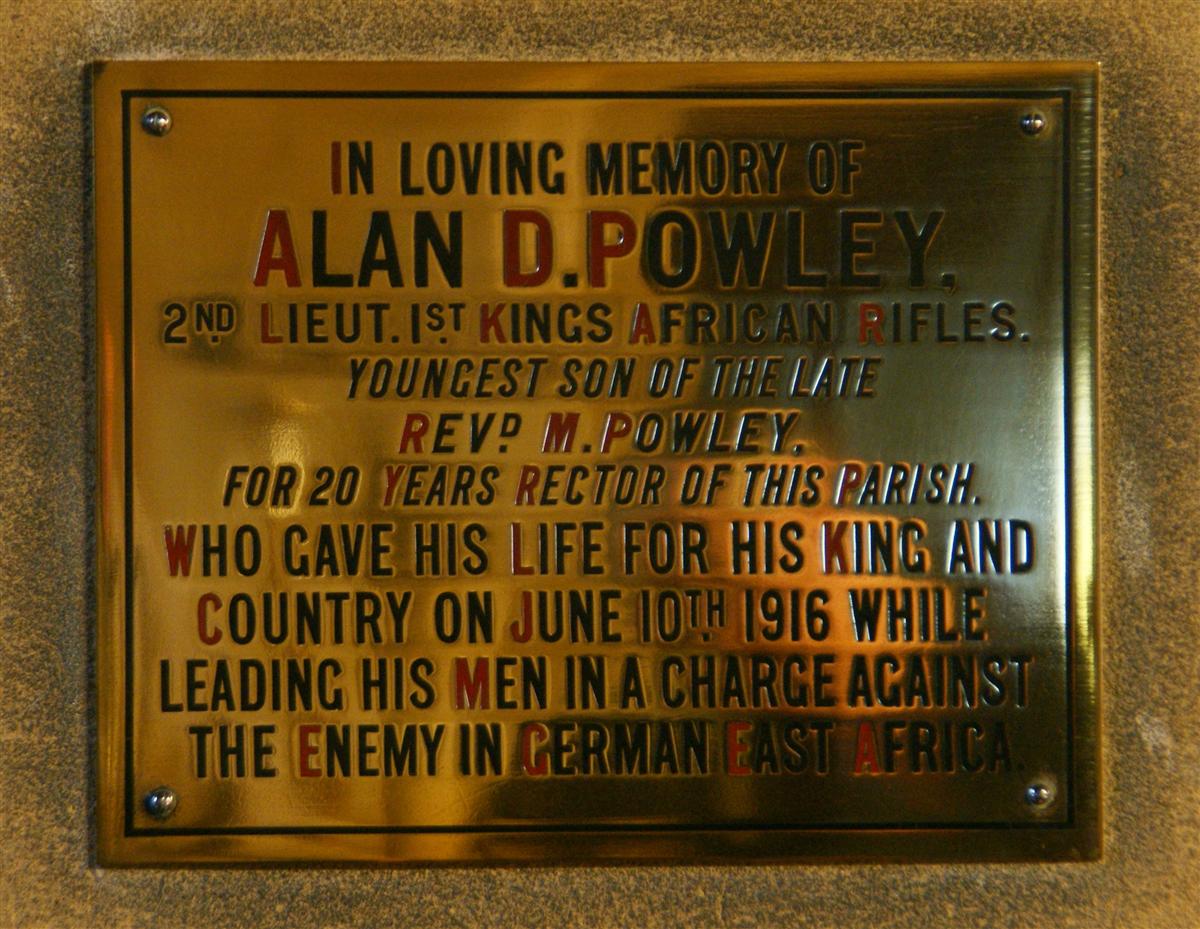 IN LOVING MEMORY OF
ALAN D. POWLEY,
2ND LIEUT. 1ST KINGS AFRICAN RIFLES.
YOUNGEST SON OF THE LATE
REVD M. POWLEY,
FOR 20 YEARS RECTOR OF THIS PARISH.
WHO GAVE HIS LIFE FOR HIS KING AND
COUNTRY ON JUNE 10TH 1916 WHILE
LEADING HIS MEN IN A CHARGE AGAINST
THE ENEMY IN GERMAN EAST AFRICA.